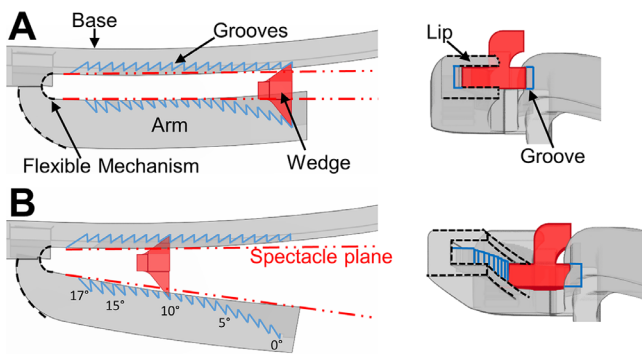 A
Base
Grooves
Arm
Flexible Mechanism
Wedge
Lip
Groove
B
Spectacle plane
17°
15°
10°
5°
0°